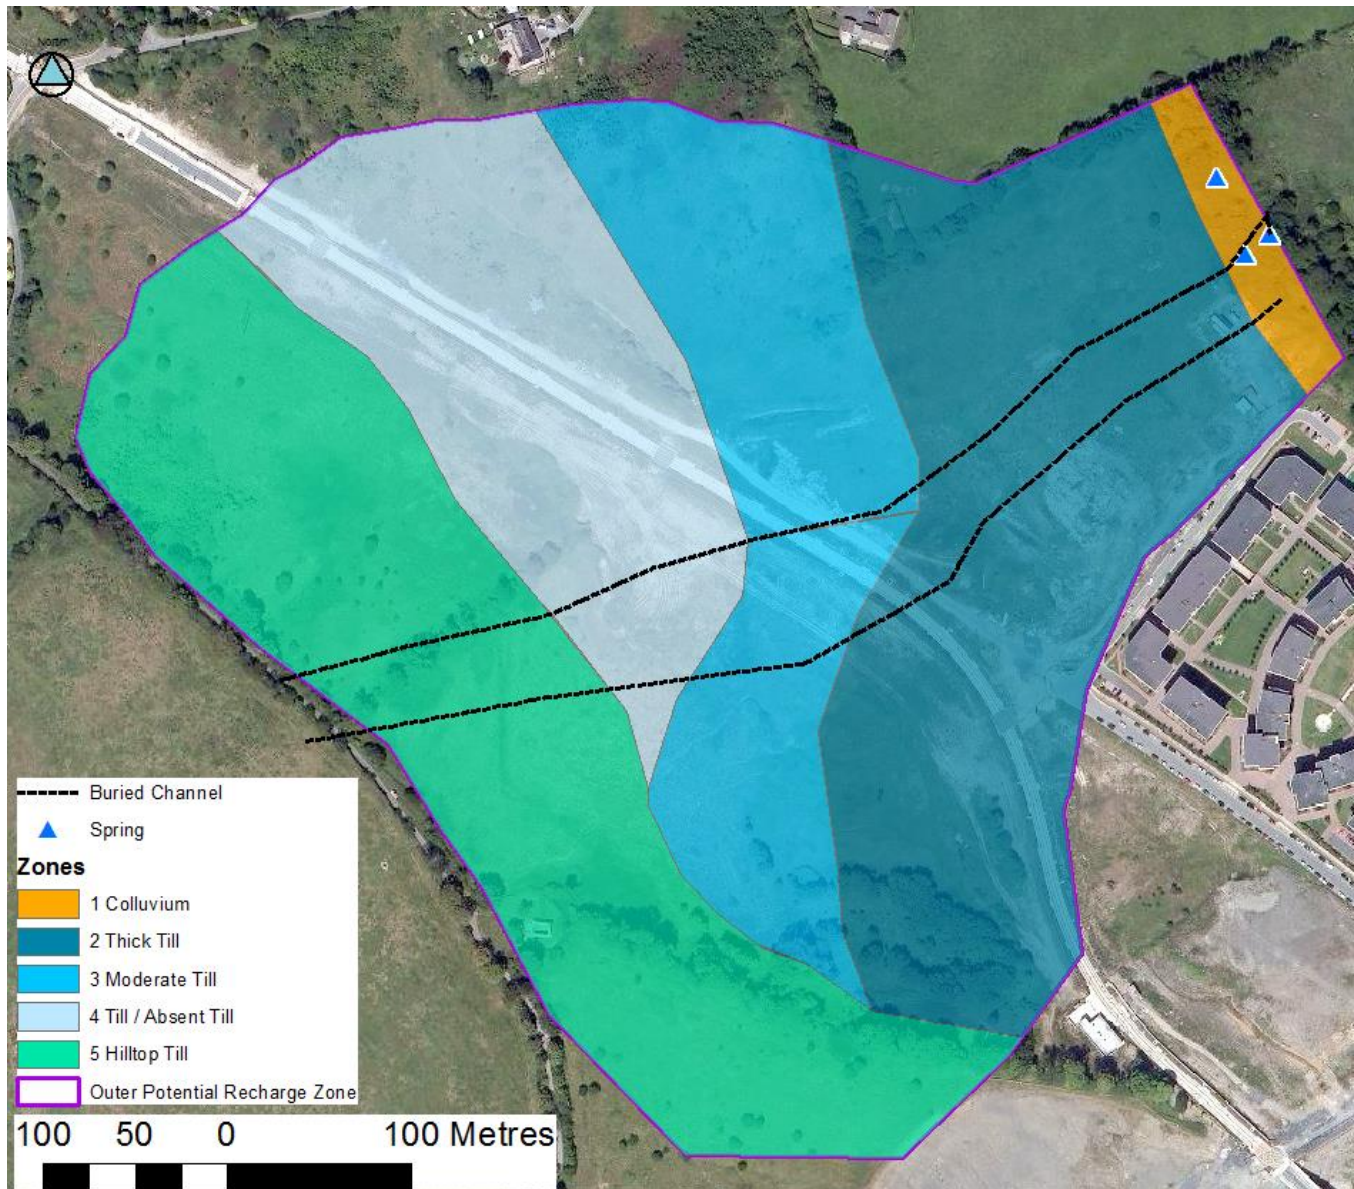 North
Buried Channel
Spring
Zones
1 Colluvium
2 Thick Till
3 Moderate Till
4 Till / Absent Till
5 Hilltop Till
Outer Potential Recharge Zone
100 50 0 100 Metres